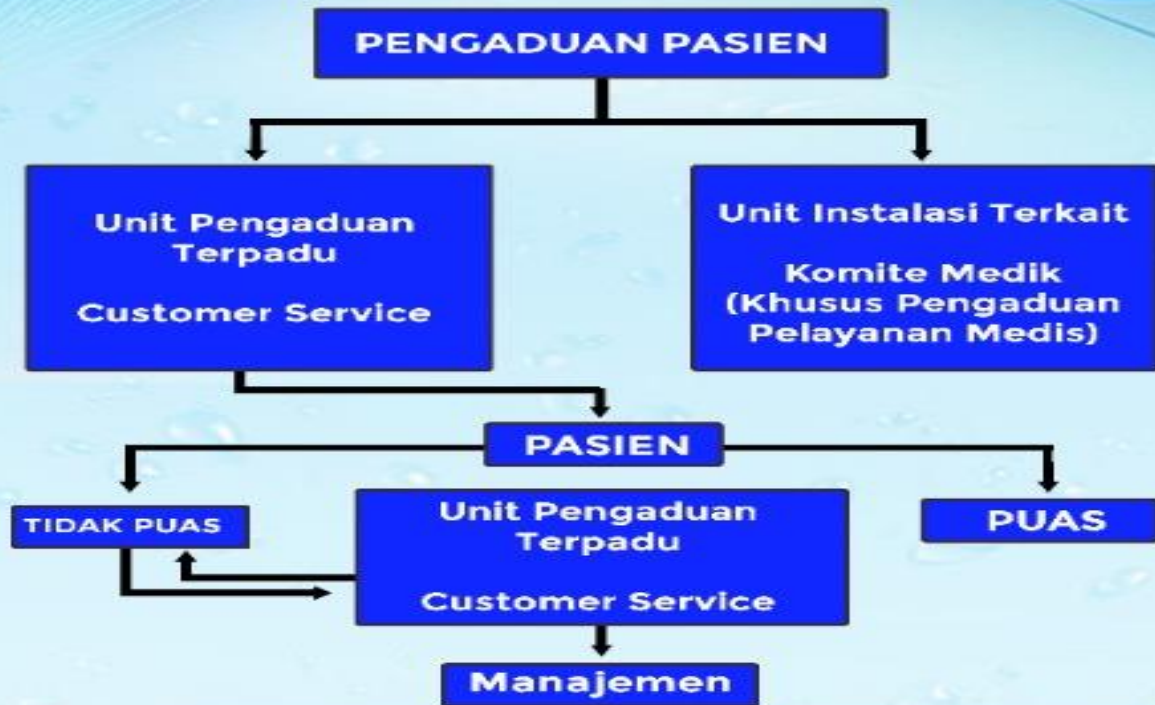 PENGADUAN PASIEN
Unit Pengaduan
Terpadu
Customer Service
Unit Instalasi Terkait
Komite Medik
(Khusus Pengaduan
Pelayanan Medis)
PASIEN
TIDAK PUAS
Unit Pengaduan
Terpadu
Customer Service
PUAS
Manajemen